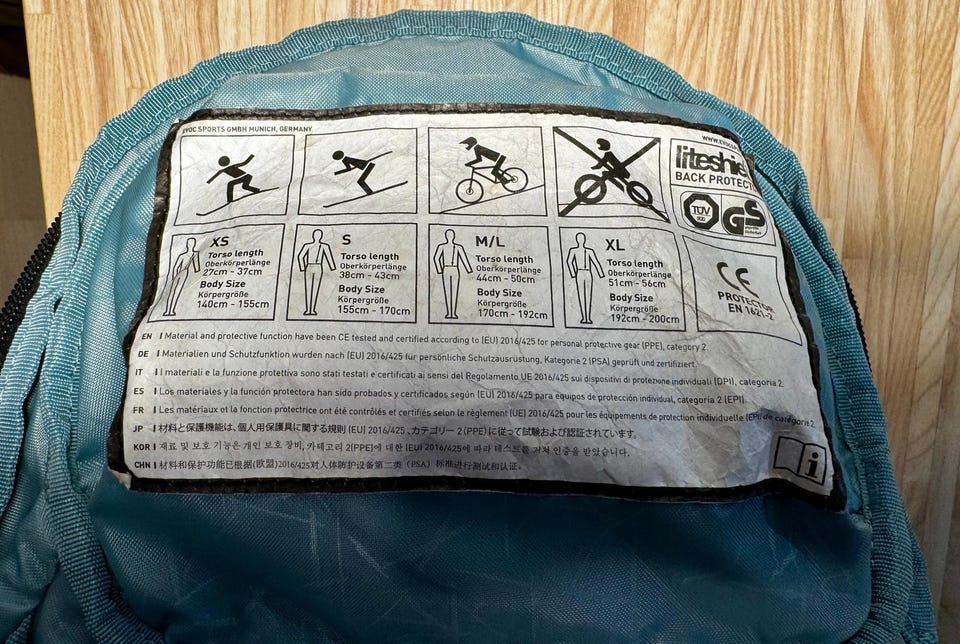 EVOC SPORTS GMBH MUNICH, GERMANY
liteshie
BACK PROTECT
TÜV
SÜD
GS
XS
Torso length
Oberkörperlänge
27cm - 37cm
Body Size
Körpergröße
140cm - 155cm
S
Torso length
Oberkörperlänge
38cm - 43cm
Body Size
Körpergröße
155cm - 170cm
M/L
Torso length
Oberkörperlänge
44cm - 50cm
Body Size
Körpergröße
170cm - 192cm
XL
Torso length
Oberkörperlänge
51cm - 56cm
Body Size
Körpergröße
192cm - 200cm
CE
PROTECTOR
EN 1621-2
EN I Material and protective function have been CE tested and certified according to (EU) 2016/425 for personal protective gear (PPE), category 2.
DE I Materialien und Schutzfunktion wurden nach (EU) 2016/425 für persönliche Schutzausrüstung, Kategorie 2 (PSA) geprüft und zertifiziert.
IT I I materiali e la funzione protettiva sono stati testati e certificati ai sensi del Regolamento UE 2016/425 sui dispositivi di protezione individuali (DPI), categoria 2.
ES I Los materiales y la función protectora han sido probados y certificados según (EU) 2016/425 para equipos de protección individual, categoria 2 (EPI).
FR I Les matériaux et la fonction protectrice ont été contrôlés et certifiés selon le règlement (UE) 2016/425 pour les équipements de protection individuelle (EPI) de catégorie 2.
JP I 材料と保護機能は、個人用保護具に関する規則 (EU) 2016/425 、カテゴリー 2 (PPE) に従って試験および認証されています。
KOR I 재료 및 보호 기능은 개인 보호 장비, 카테고리 2(PPE)에 대한 (EU) 2016/425에 따라 테스트를 거쳐 인증을 받았습니다.
CHN I 材料和保护功能已根据(欧盟)2016/425对人体防护设备第二类 (PSA) 标准进行测试和认证。
i